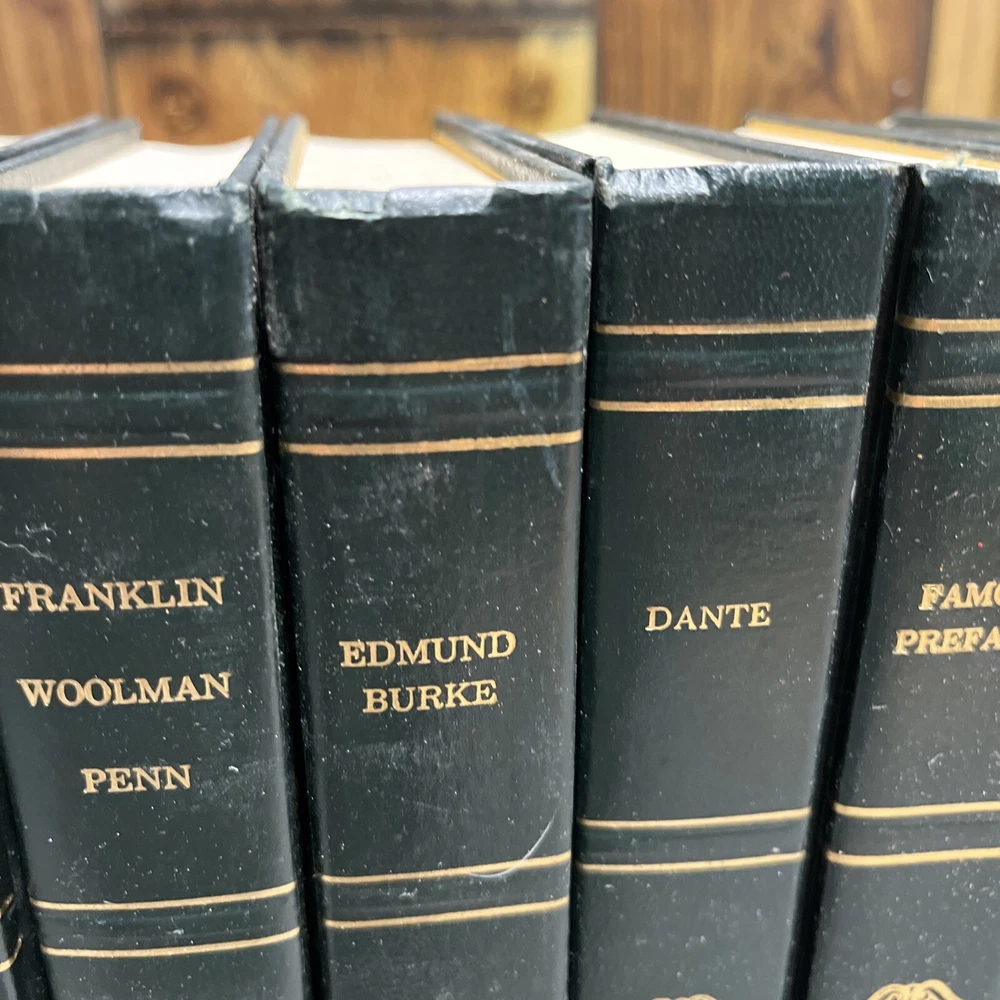 FRANKLIN
WOOLMAN
PENN
EDMUND
BURKE
DANTE